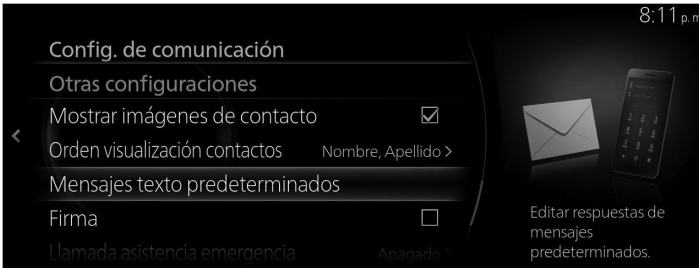 8:11 p. m
Config. de comunicación
Otras configuraciones
Mostrar imágenes de contacto
Orden visualización contactos Nombre, Apellido >
Mensajes texto predeterminados
Firma
Llamada asistencia emergencia Apagado >
Editar respuestas de
mensajes
predeterminados.